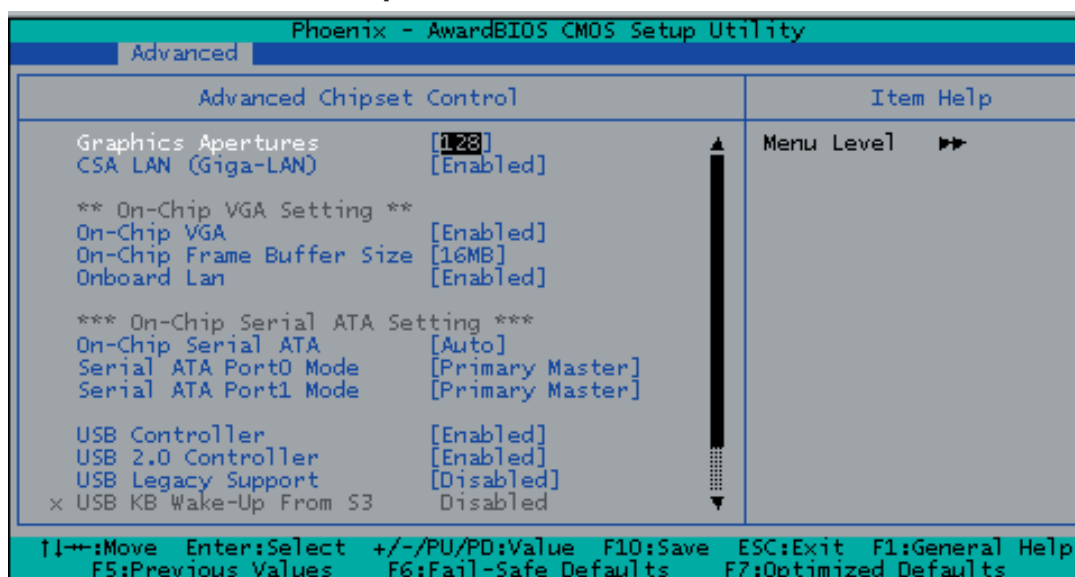 Phoenix - AwardBIOS CMOS Setup Utility
Advanced
Advanced Chipset Control
Item Help
Graphics Apertures [128]
Menu Level ▸▸
CSA LAN (Giga-LAN) [Enabled]
** On-Chip VGA Setting **
On-Chip VGA [Enabled]
On-Chip Frame Buffer Size [16MB]
Onboard Lan [Enabled]
*** On-Chip Serial ATA Setting ***
On-Chip Serial ATA [Auto]
Serial ATA Port0 Mode [Primary Master]
Serial ATA Port1 Mode [Primary Master]
USB Controller [Enabled]
USB 2.0 Controller [Enabled]
USB Legacy Support [Disabled]
x USB KB Wake-Up From S3 Disabled
↑↓→←:Move Enter:Select +/-/PU/PD:Value F10:Save ESC:Exit F1:General Help
F5:Previous Values F6:Fail-Safe Defaults F7:Optimized Defaults